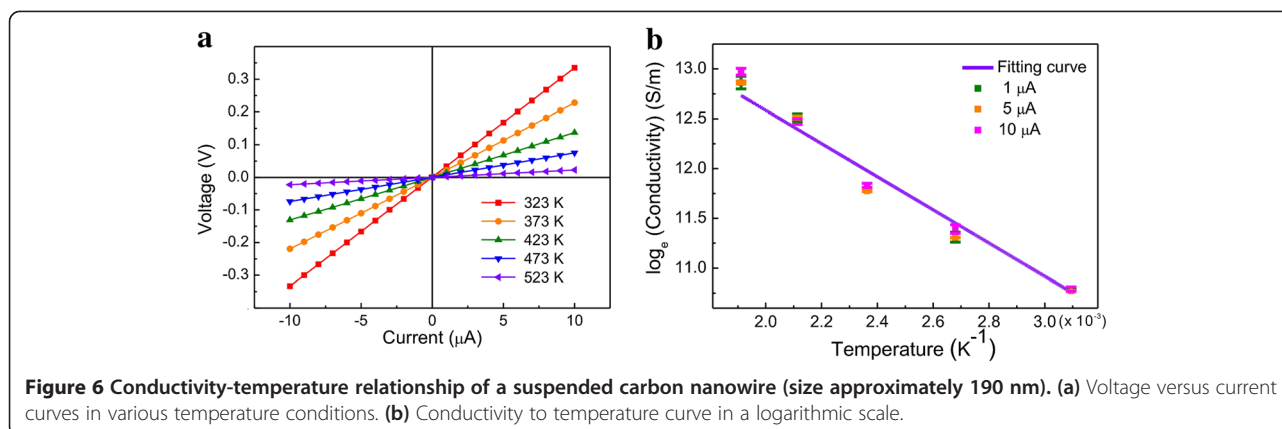 a
0.3
0.2
0.1
0.0
-0.1
-0.2
-0.3
Voltage (V)
323 K
373 K
423 K
473 K
523 K
-10 -5 0 5 10
Current (μA)
b
13.0
12.5
12.0
11.5
11.0
log_e (Conductivity) (S/m)
Fitting curve
1 μA
5 μA
10 μA
2.0 2.2 2.4 2.6 2.8 3.0 (x 10⁻³)
Temperature (K⁻¹)
Figure 6 Conductivity-temperature relationship of a suspended carbon nanowire (size approximately 190 nm). (a) Voltage versus current
curves in various temperature conditions. (b) Conductivity to temperature curve in a logarithmic scale.